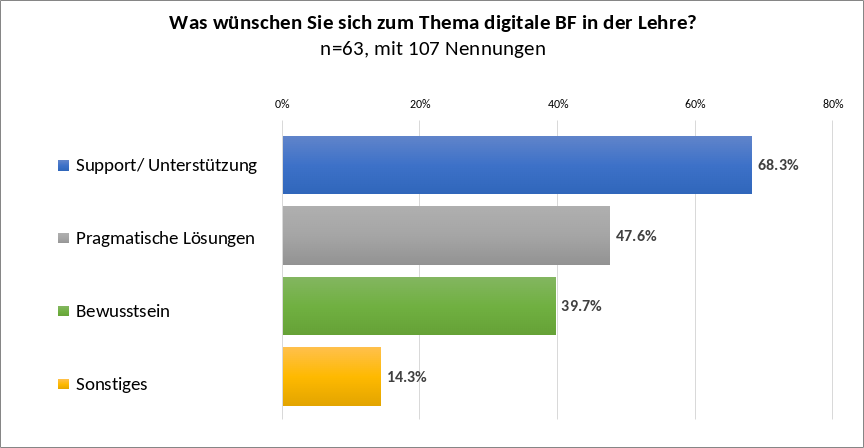 Was wünschen Sie sich zum Thema digitale BF in der Lehre?
n=63, mit 107 Nennungen
0% 20% 40% 60% 80%
Support/ Unterstützung 68.3%
Pragmatische Lösungen 47.6%
Bewusstsein 39.7%
Sonstiges 14.3%